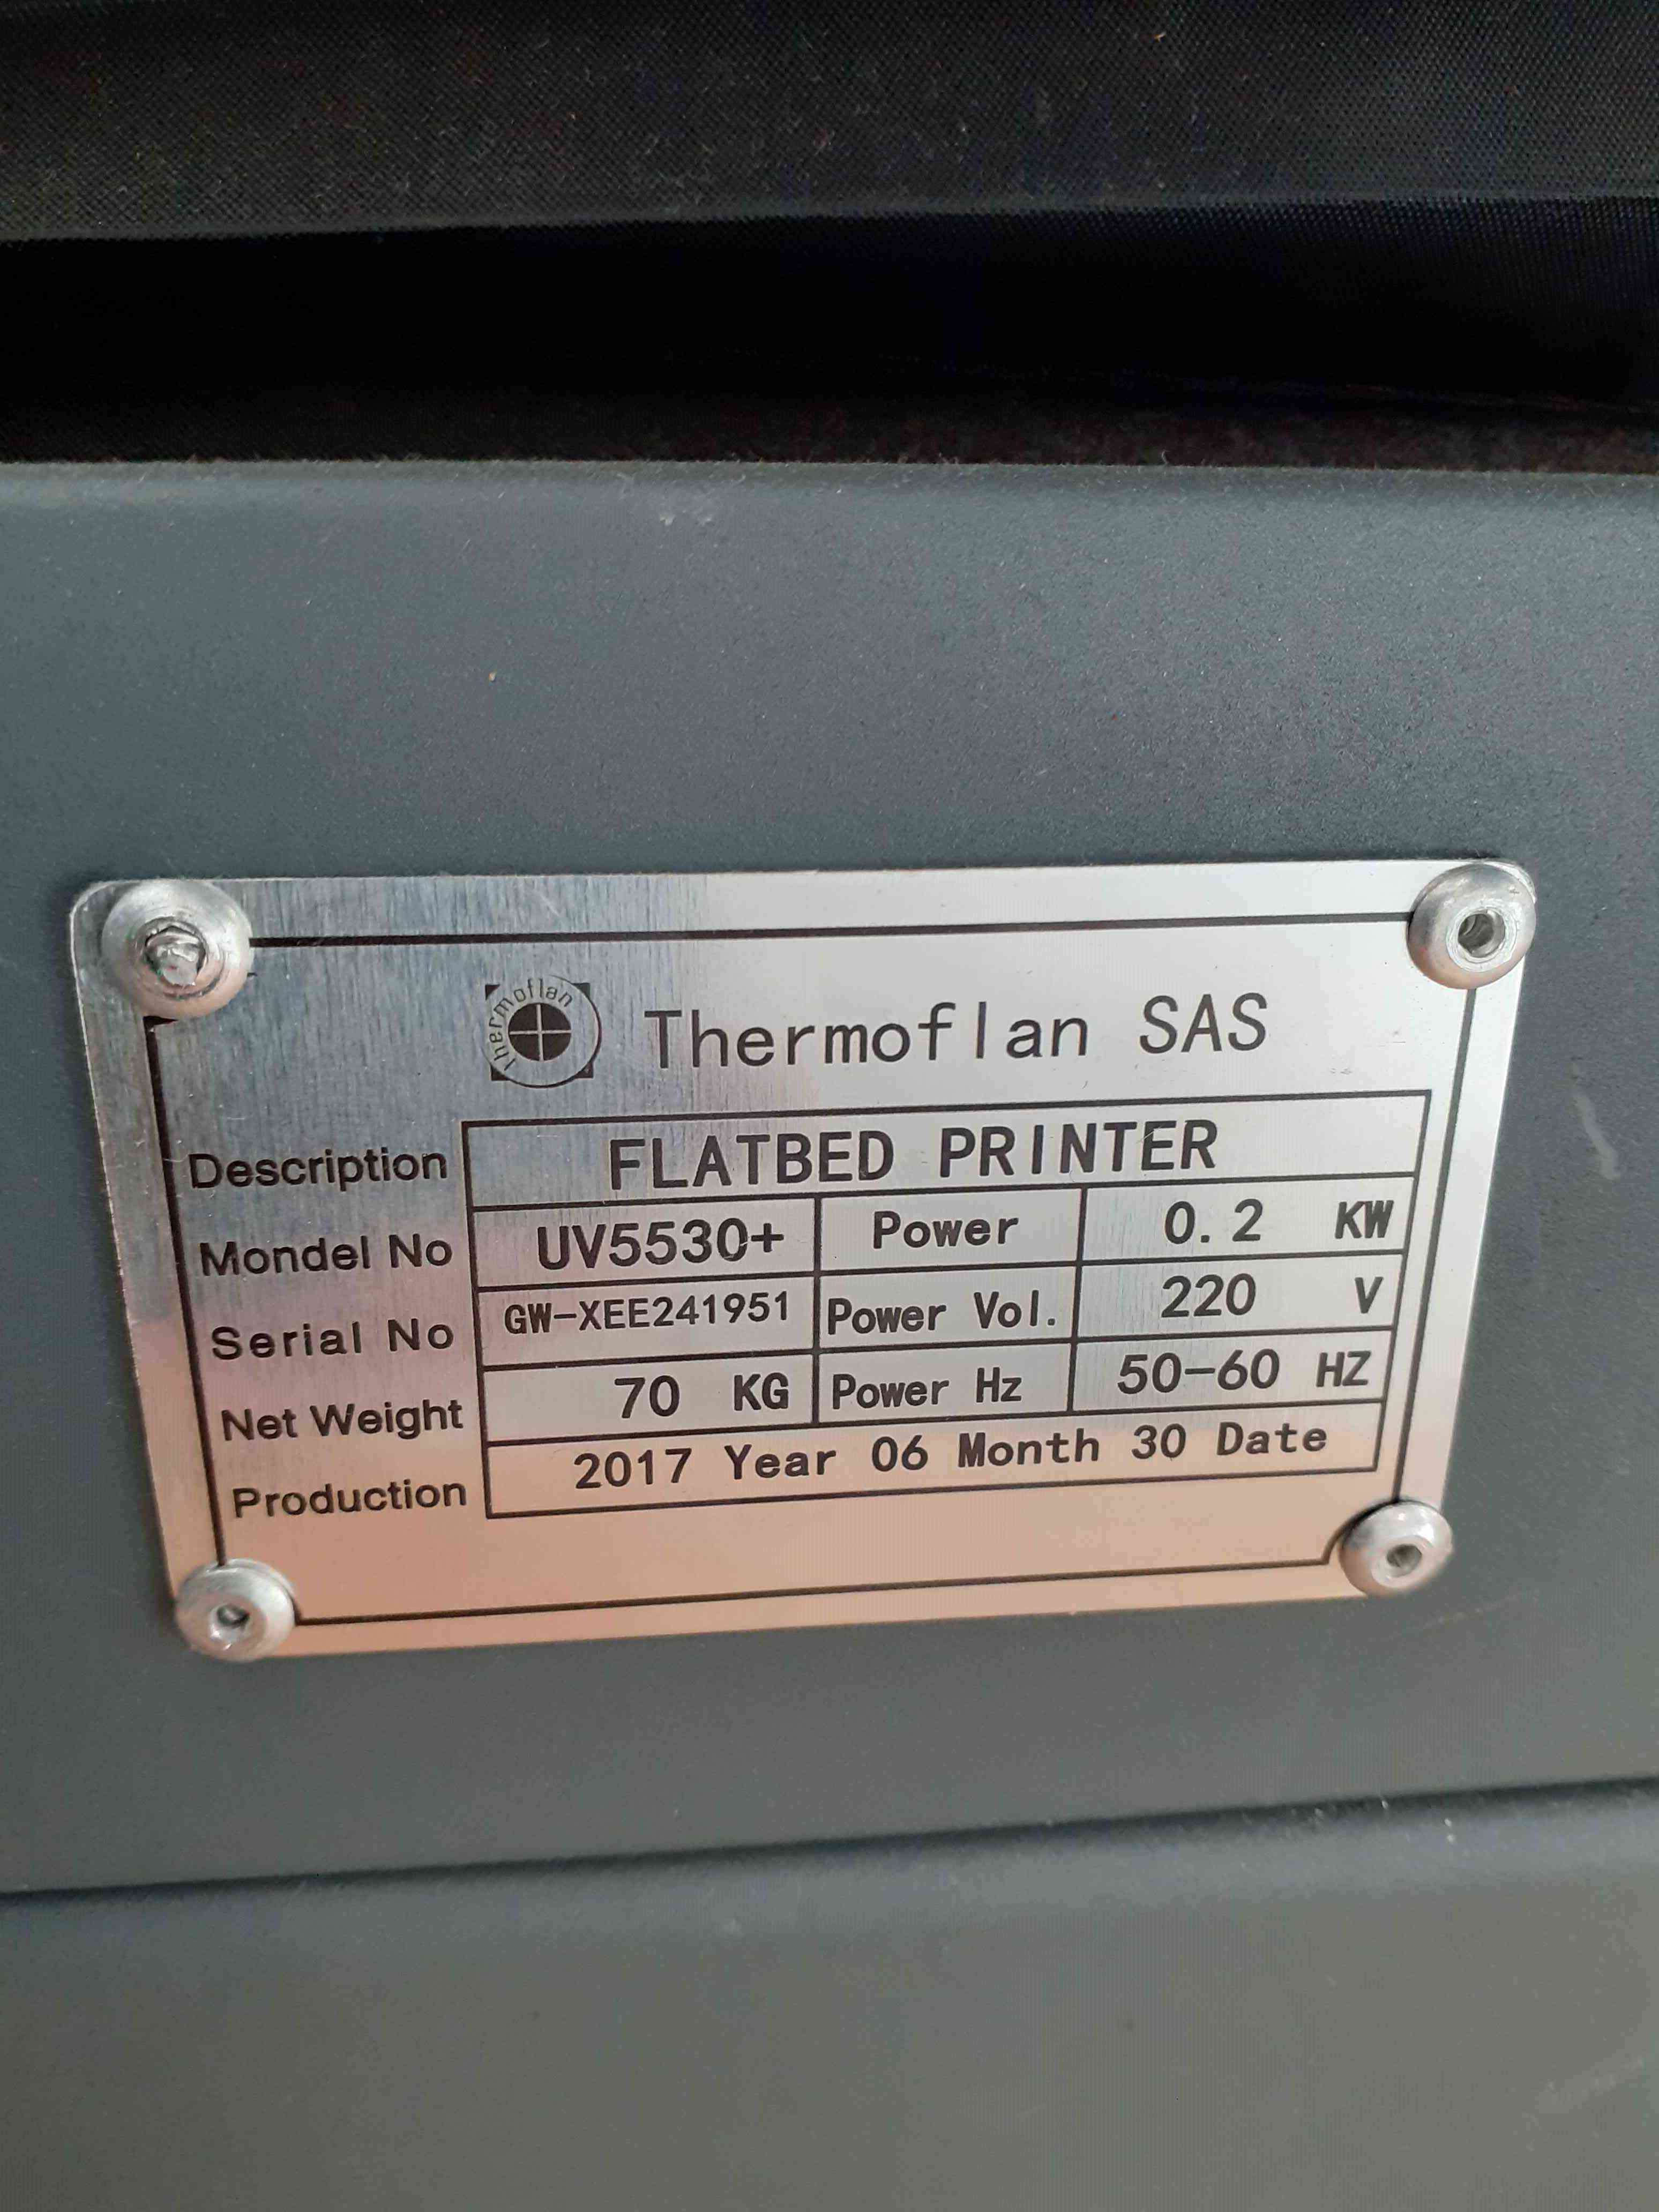 thermoflan
Thermoflan SAS
Description FLATBED PRINTER
Mondel No UV5530+ Power 0.2 KW
Serial No GW-XEE241951 Power Vol. 220 V
Net Weight 70 KG Power Hz 50-60 HZ
Production 2017 Year 06 Month 30 Date